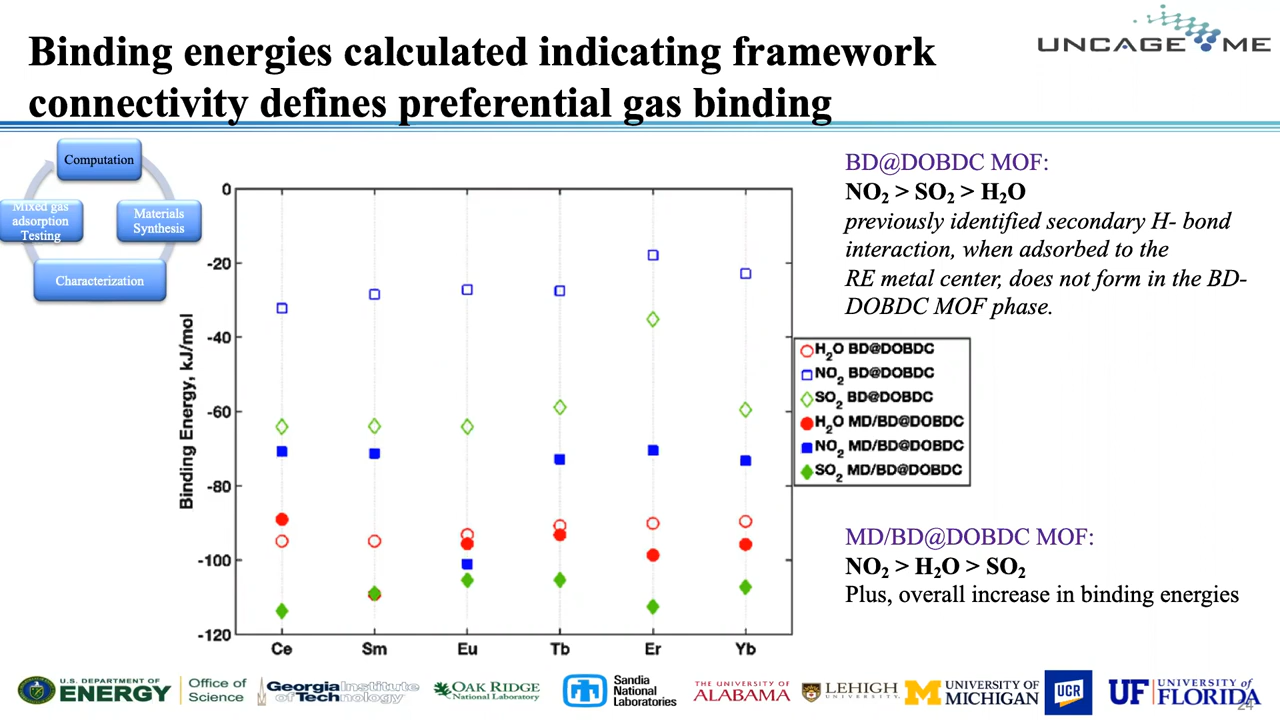 Binding energies calculated indicating framework
connectivity defines preferential gas binding
UNCAGE ME
Computation
Mixed gas
adsorption
Testing
Materials
Synthesis
Characterization
0
-20
-40
-60
-80
-100
-120
Binding Energy, kJ/mol
Ce Sm Eu Tb Er Yb
H2O BD@DOBDC
NO2 BD@DOBDC
SO2 BD@DOBDC
H2O MD/BD@DOBDC
NO2 MD/BD@DOBDC
SO2 MD/BD@DOBDC
BD@DOBDC MOF:
NO2 > SO2 > H2O
previously identified secondary H- bond
interaction, when adsorbed to the
RE metal center, does not form in the BD-
DOBDC MOF phase.
MD/BD@DOBDC MOF:
NO2 > H2O > SO2
Plus, overall increase in binding energies
U.S. DEPARTMENT OF
ENERGY
Office of
Science
Georgia Institute
of Technology
OAK RIDGE
National Laboratory
Sandia
National
Laboratories
THE UNIVERSITY OF
ALABAMA
LEHIGH
UNIVERSITY
M UNIVERSITY OF
MICHIGAN
UCR
UF UNIVERSITY of
FLORIDA
24